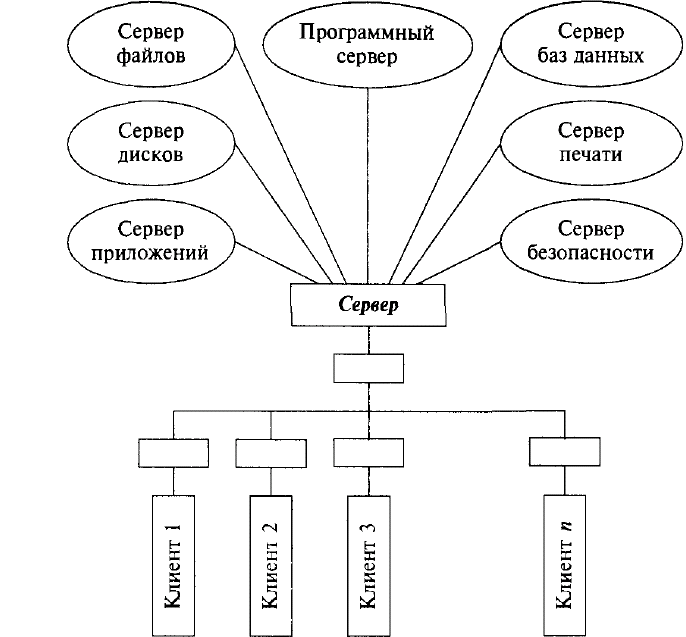 Сервер
файлов
Программный
сервер
Сервер
баз данных
Сервер
дисков
Сервер
печати
Сервер
приложений
Сервер
безопасности
Сервер
Клиент 1
Клиент 2
Клиент 3
Клиент n